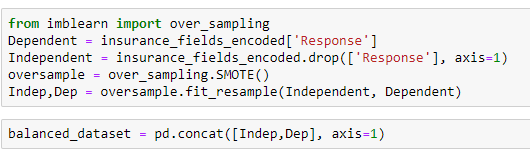 from imblearn import over_sampling
Dependent = insurance_fields_encoded['Response']
Independent = insurance_fields_encoded.drop(['Response'], axis=1)
oversample = over_sampling.SMOTE()
Indep,Dep = oversample.fit_resample(Independent, Dependent)
balanced_dataset = pd.concat([Indep,Dep], axis=1)